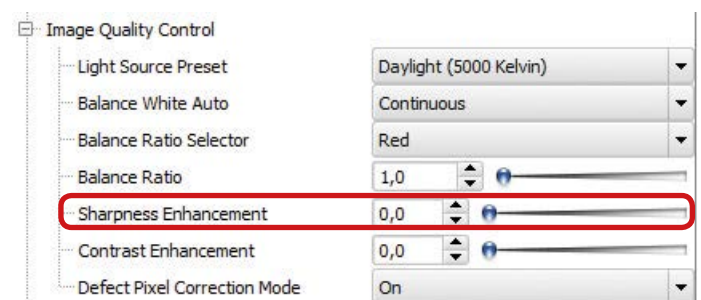 Image Quality Control
Light Source Preset Daylight (5000 Kelvin)
Balance White Auto Continuous
Balance Ratio Selector Red
Balance Ratio 1,0
Sharpness Enhancement 0,0
Contrast Enhancement 0,0
Defect Pixel Correction Mode On